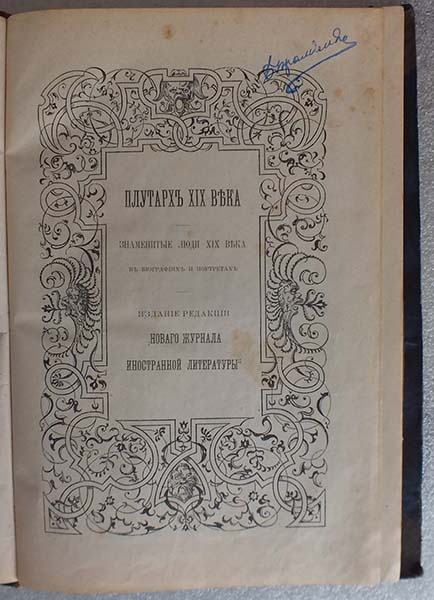 ПЛУТАРХЪ XIX ВѢКА
ЗНАМЕНИТЫЕ ЛЮДИ XIX ВѢКА
ВЪ БІОГРАФІЯХЪ И ПОРТРЕТАХЪ
ИЗДАНІЕ РЕДАКЦІИ
„НОВАГО ЖУРНАЛА
ИНОСТРАННОЙ ЛИТЕРАТУРЫ“